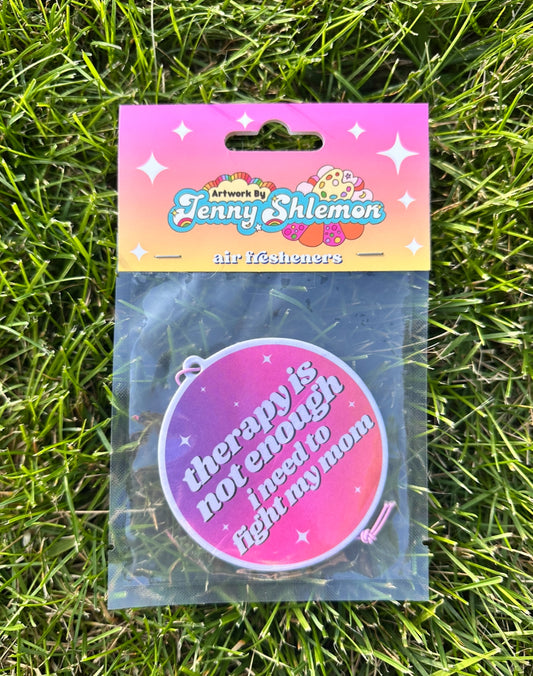 Artwork By
Jenny Shlemon
air fresheners
therapy is
not enough
i need to
fight my mom